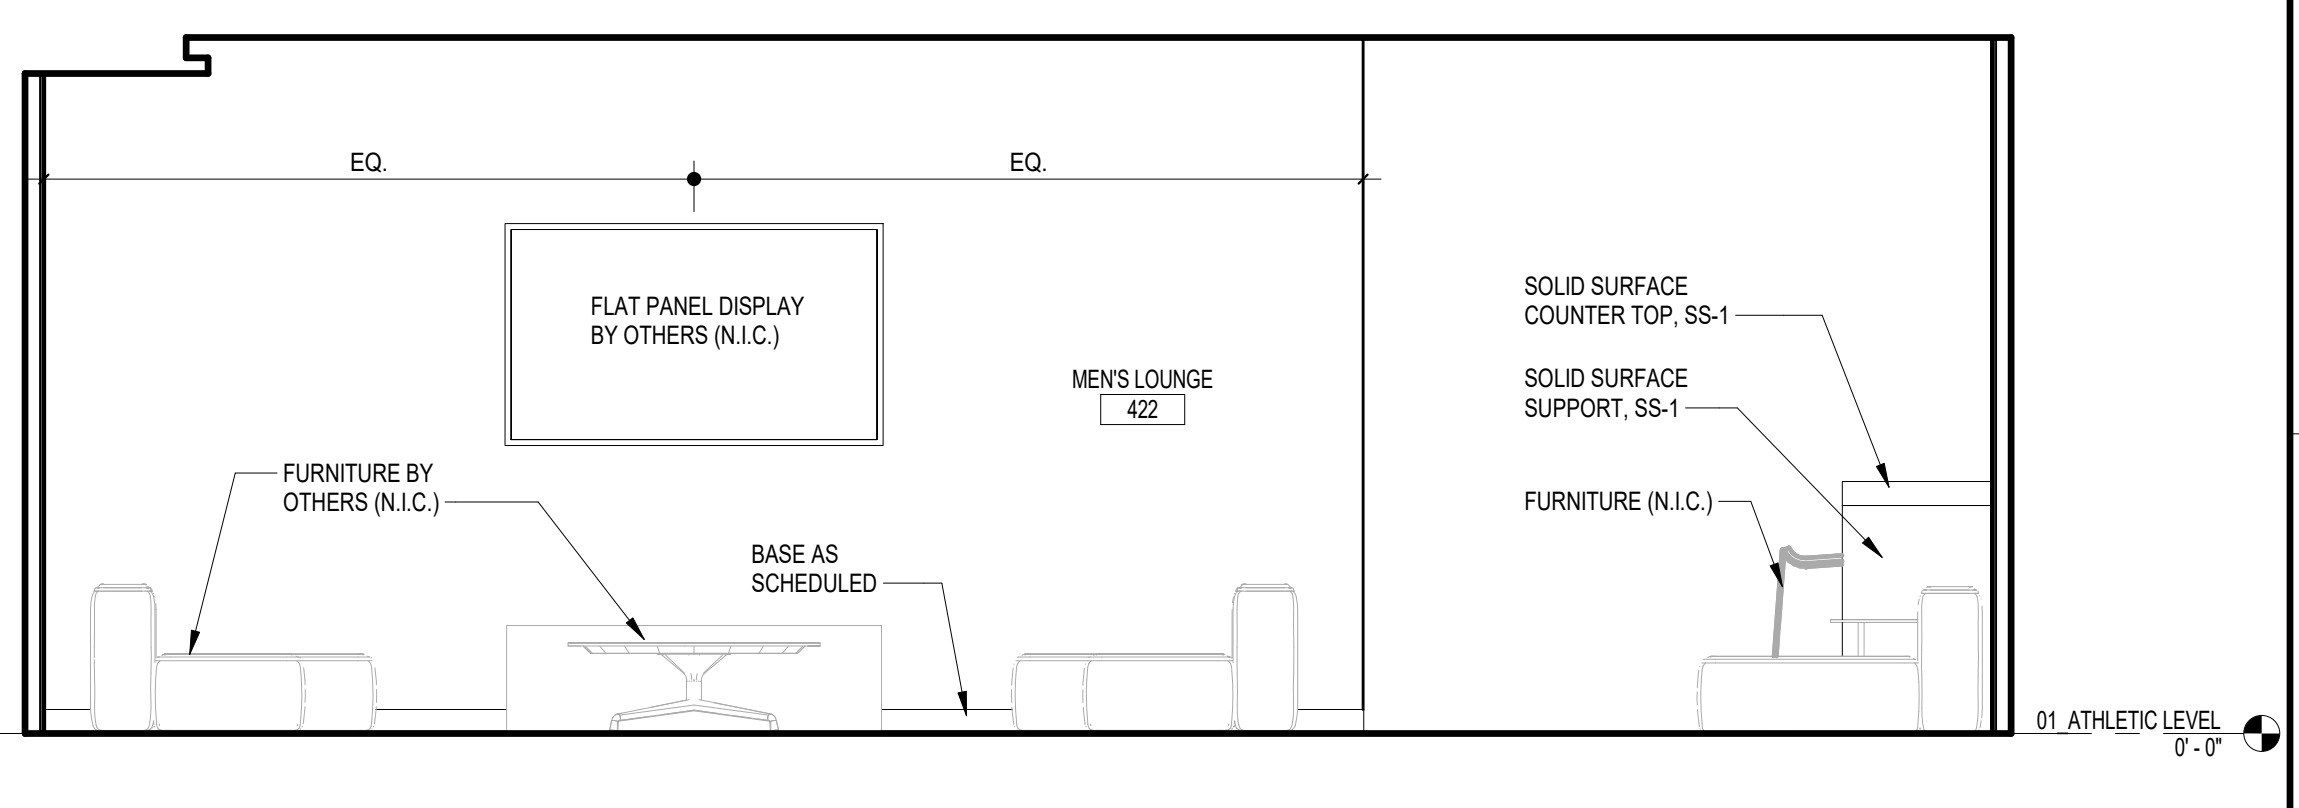 EQ.
EQ.
FLAT PANEL DISPLAY
BY OTHERS (N.I.C.)
MEN'S LOUNGE
422
SOLID SURFACE
COUNTER TOP, SS-1
SOLID SURFACE
SUPPORT, SS-1
FURNITURE (N.I.C.)
FURNITURE BY
OTHERS (N.I.C.)
BASE AS
SCHEDULED
01_ATHLETIC LEVEL
0' - 0"